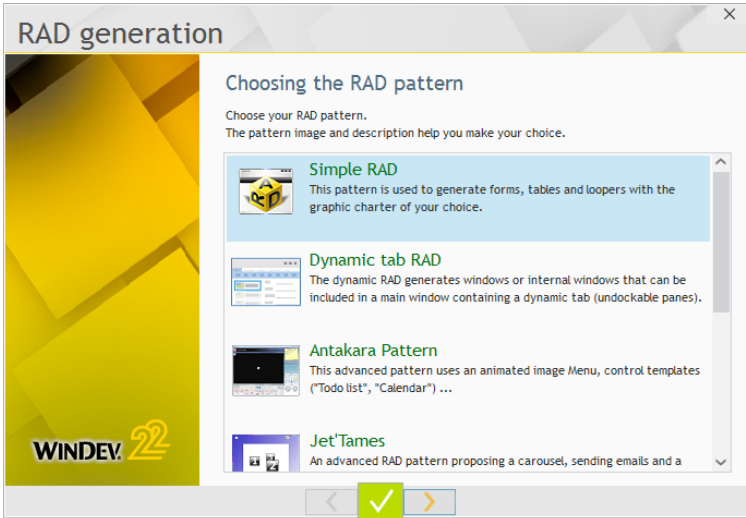 RAD generation
Choosing the RAD pattern
Choose your RAD pattern.
The pattern image and description help you make your choice.
Simple RAD
This pattern is used to generate forms, tables and loopers with the
graphic charter of your choice.
Dynamic tab RAD
The dynamic RAD generates windows or internal windows that can be
included in a main window containing a dynamic tab (undockable panes).
Antakara Pattern
This advanced pattern uses an animated image Menu, control templates
("Todo list", "Calendar") ...
Jet'Tames
An advanced RAD pattern proposing a carousel, sending emails and a
WINDEV. 22